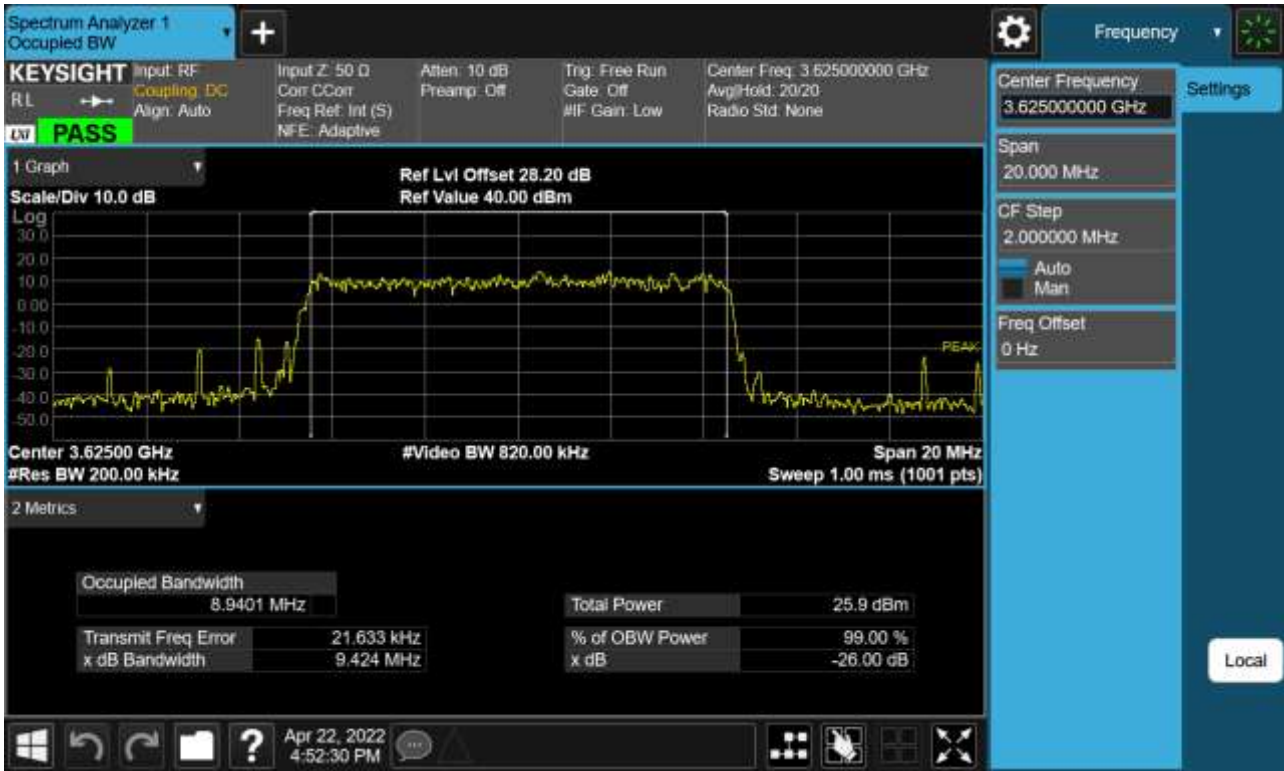 Spectrum Analyzer 1
Occupied BW
+
Frequency
KEYSIGHT
RL
LXI
PASS
Input: RF
Coupling: DC
Align: Auto
Input Z: 50 Ω
Corr CCorr
Freq Ref: Int (S)
NFE: Adaptive
Atten: 10 dB
Preamp: Off
Trig: Free Run
Gate: Off
#IF Gain: Low
Center Freq: 3.625000000 GHz
Avg|Hold: 20/20
Radio Std: None
1 Graph
Scale/Div 10.0 dB
Ref Lvl Offset 28.20 dB
Ref Value 40.00 dBm
Log
30.0
20.0
10.0
0.00
-10.0
-20.0
-30.0
-40.0
-50.0
PEAK
Center 3.62500 GHz
#Video BW 820.00 kHz
Span 20 MHz
#Res BW 200.00 kHz
Sweep 1.00 ms (1001 pts)
2 Metrics
Occupied Bandwidth
8.9401 MHz
Total Power 25.9 dBm
Transmit Freq Error 21.633 kHz
% of OBW Power 99.00 %
x dB Bandwidth 9.424 MHz
x dB -26.00 dB
Center Frequency
3.625000000 GHz
Settings
Span
20.000 MHz
CF Step
2.000000 MHz
Auto
Man
Freq Offset
0 Hz
Local
?
Apr 22, 2022
4:52:30 PM